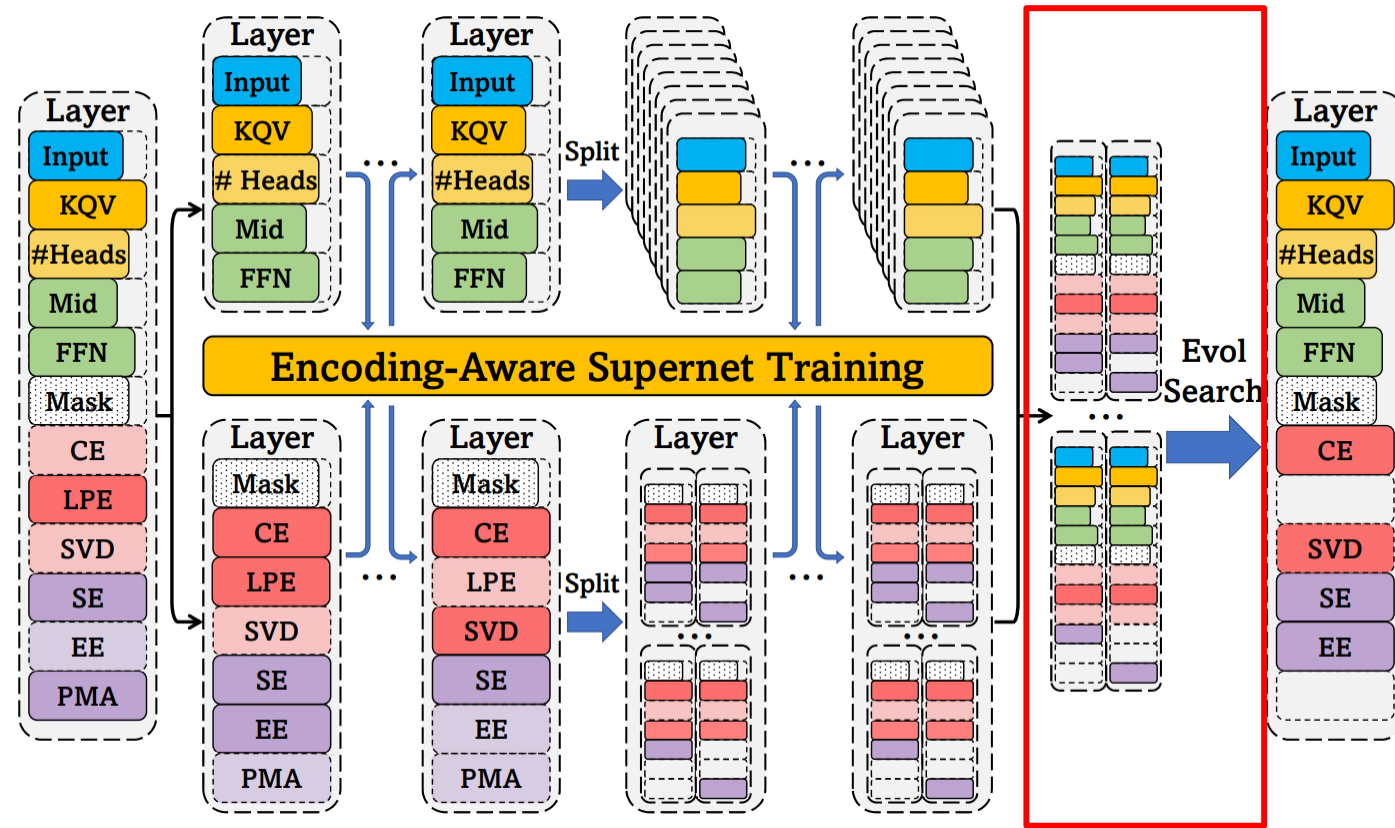 Layer
Input
KQV
#Heads
Mid
FFN
Mask
CE
LPE
SVD
SE
EE
PMA
Layer
Input
KQV
# Heads
Mid
FFN
...
Layer
Input
KQV
#Heads
Mid
FFN
Split
...
Encoding-Aware Supernet Training
Layer
Mask
CE
LPE
SVD
SE
EE
PMA
...
Layer
Mask
CE
LPE
SVD
SE
EE
PMA
Split
Layer
...
...
Layer
...
...
Evol
Search
Layer
Input
KQV
#Heads
Mid
FFN
Mask
CE
SVD
SE
EE